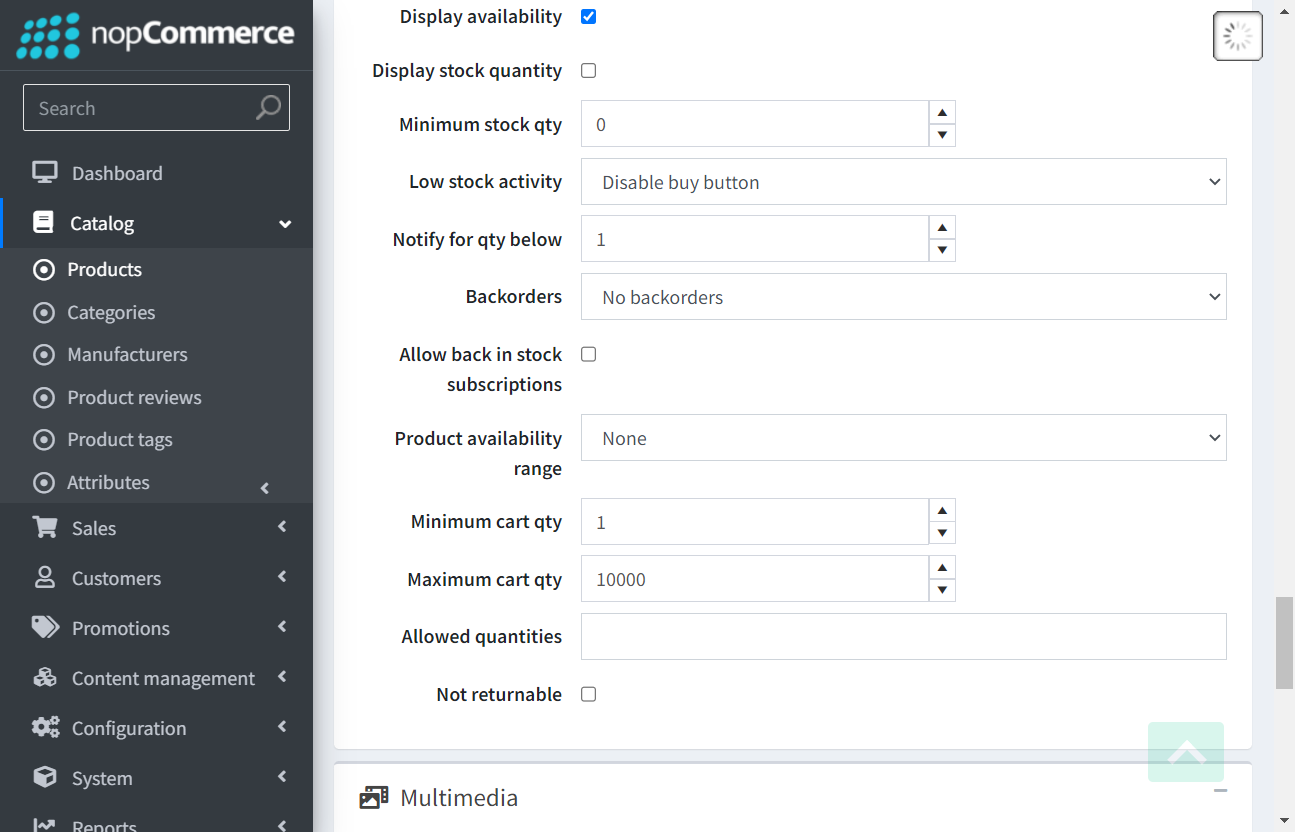 nopCommerce
Search
Dashboard
Catalog
Products
Categories
Manufacturers
Product reviews
Product tags
Attributes
Sales
Customers
Promotions
Content management
Configuration
System
Reports
Display availability
Display stock quantity
Minimum stock qty
0
Low stock activity
Disable buy button
Notify for qty below
1
Backorders
No backorders
Allow back in stock
subscriptions
Product availability
range
None
Minimum cart qty
1
Maximum cart qty
10000
Allowed quantities
Not returnable
Multimedia